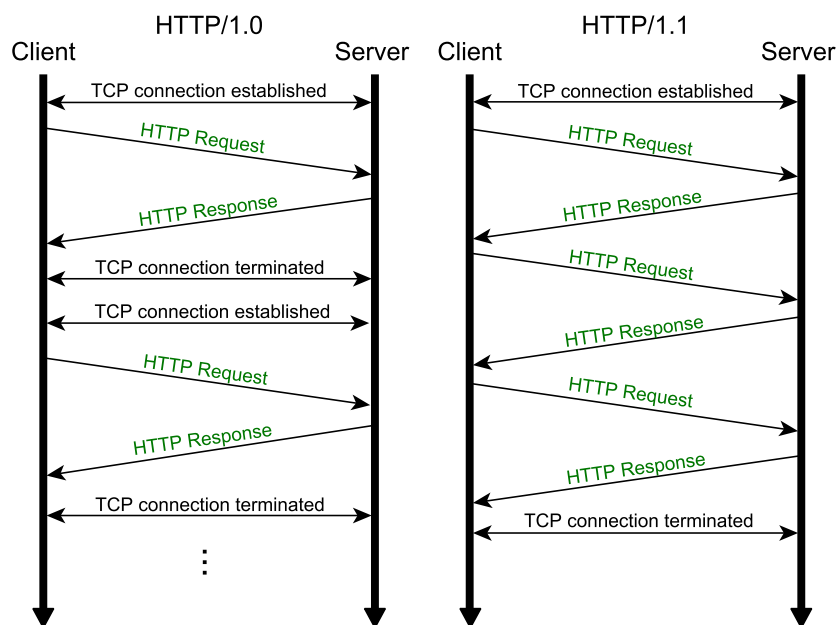 HTTP/1.0
Client
Server
TCP connection established
HTTP Request
HTTP Response
TCP connection terminated
TCP connection established
HTTP Request
HTTP Response
TCP connection terminated
⋮
HTTP/1.1
Client
Server
TCP connection established
HTTP Request
HTTP Response
HTTP Request
HTTP Response
HTTP Request
HTTP Response
TCP connection terminated